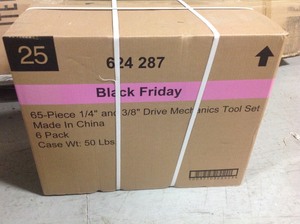 25
624 287
Black Friday
65-Piece 1/4" and 3/8" Drive Mechanics Tool Set
Made In China
6 Pack
Case Wt: 50 Lbs